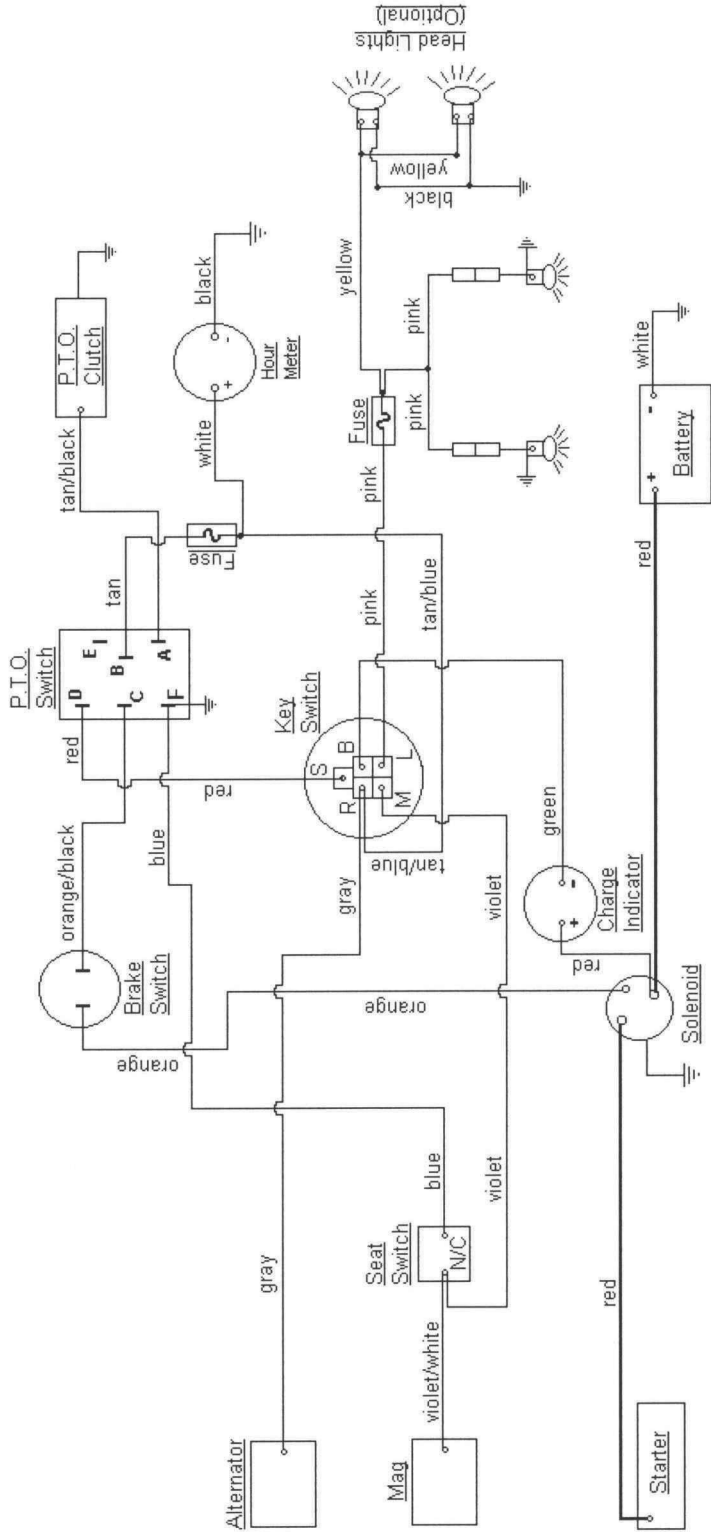 P.T.O.
Switch
P.T.O.
Clutch
D
C
F
E
B
A
red
orange/black
blue
tan
tan/black
Brake
Switch
Fuse
white
black
+
-
Hour
Meter
Alternator
gray
orange
orange
red
gray
Key
Switch
S
R
B
M
L
tan/blue
tan/blue
pink
pink
Fuse
yellow
Head Lights
(Optional)
yellow
black
pink
pink
Mag
violet/white
Seat
Switch
N/C
blue
violet
violet
green
+
-
Charge
Indicator
red
Starter
red
Solenoid
red
+
-
Battery
white